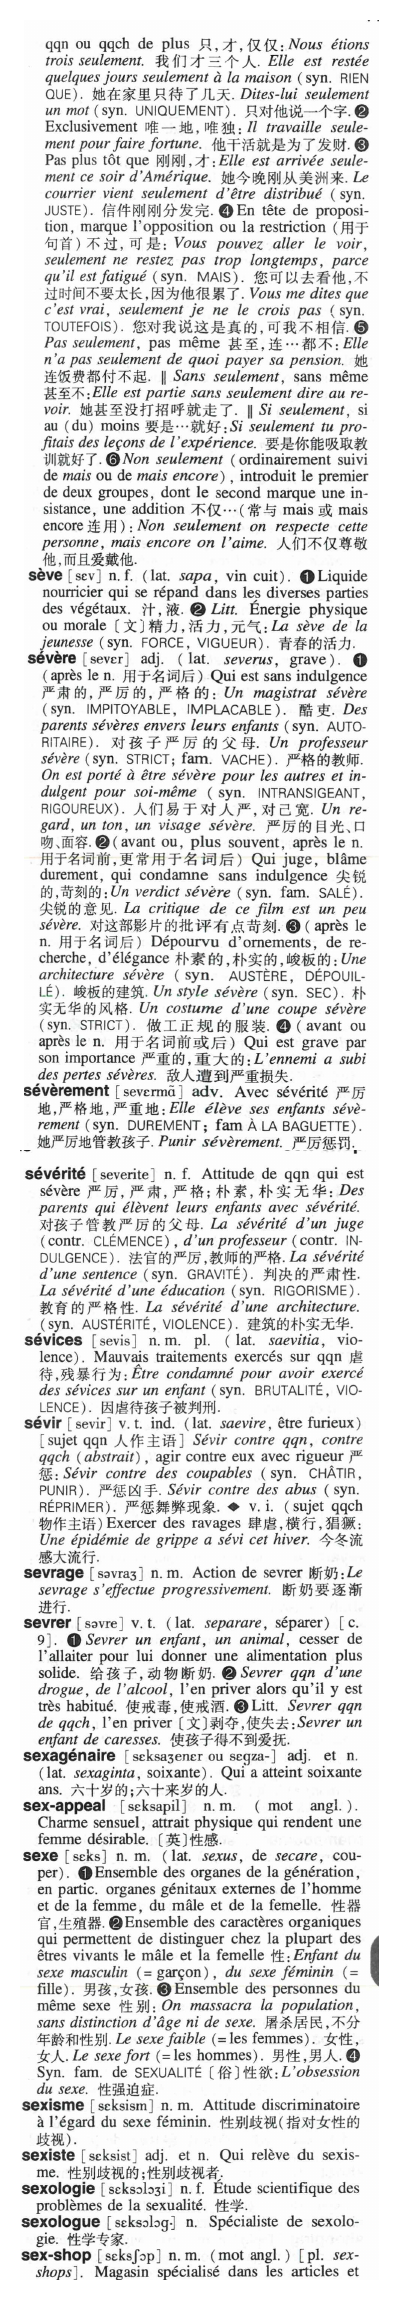 qqn ou qqch de plus 只,才,仅仅: Nous étions
trois seulement. 我们才三个人. Elle est restée
quelques jours seulement à la maison (syn. RIEN
QUE). 她在家里只待了几天. Dites-lui seulement
un mot (syn. UNIQUEMENT). 只对他说一个字. ❷
Exclusivement 唯一地,唯独: Il travaille seule-
ment pour faire fortune. 他干活就是为了发财. ❸
Pas plus tôt que 刚刚,才: Elle est arrivée seule-
ment ce soir d'Amérique. 她今晚刚从美洲来. Le
courrier vient seulement d'être distribué (syn.
JUSTE). 信件刚刚分发完. ❹ En tête de proposi-
tion, marque l'opposition ou la restriction (用于
句首) 不过,可是: Vous pouvez aller le voir,
seulement ne restez pas trop longtemps, parce
qu'il est fatigué (syn. MAIS). 您可以去看他,不
过时间不要太长,因为他很累了. Vous me dites que
c'est vrai, seulement je ne le crois pas (syn.
TOUTEFOIS). 您对我说这是真的,可我不相信. ❺
Pas seulement, pas même 甚至,连…都不: Elle
n'a pas seulement de quoi payer sa pension. 她
连饭费都付不起. ‖ Sans seulement, sans même
甚至不: Elle est partie sans seulement dire au re-
voir. 她甚至没打招呼就走了. ‖ Si seulement, si
au (du) moins 要是…就好: Si seulement tu pro-
fitais des leçons de l'expérience. 要是你能吸取教
训就好了. ❻ Non seulement (ordinairement suivi
de mais ou de mais encore), introduit le premier
de deux groupes, dont le second marque une in-
sistance, une addition 不仅…(常与 mais 或 mais
encore 连用): Non seulement on respecte cette
personne, mais encore on l'aime. 人们不仅尊敬
他,而且爱戴他.
sève [sɛv] n. f. (lat. sapa, vin cuit). ❶ Liquide
nourricier qui se répand dans les diverses parties
des végétaux. 汁,液. ❷ Litt. Énergie physique
ou morale [文]精力,活力,元气: La sève de la
jeunesse (syn. FORCE, VIGUEUR). 青春的活力.
sévère [sevɛr] adj. (lat. severus, grave). ❶
(après le n. 用于名词后) Qui est sans indulgence
严肃的,严厉的,严格的: Un magistrat sévère
(syn. IMPITOYABLE, IMPLACABLE). 酷吏. Des
parents sévères envers leurs enfants (syn. AUTO-
RITAIRE). 对孩子严厉的父母. Un professeur
sévère (syn. STRICT; fam. VACHE). 严格的教师.
On est porté à être sévère pour les autres et in-
dulgent pour soi-même (syn. INTRANSIGEANT,
RIGOUREUX). 人们易于对人严,对己宽. Un re-
gard, un ton, un visage sévère. 严厉的目光、口
吻、面容. ❷ (avant ou, plus souvent, après le n.
用于名词前,更常用于名词后) Qui juge, blâme
durement, qui condamne sans indulgence 尖锐
的,苛刻的: Un verdict sévère (syn. fam. SALÉ).
尖锐的意见. La critique de ce film est un peu
sévère. 对这部影片的批评有点苛刻. ❸ (après le
n. 用于名词后) Dépourvu d'ornements, de re-
cherche, d'élégance 朴素的,朴实的,峻板的: Une
architecture sévère (syn. AUSTÈRE, DÉPOUIL-
LÉ). 峻板的建筑. Un style sévère (syn. SEC). 朴
实无华的风格. Un costume d'une coupe sévère
(syn. STRICT). 做工正规的服装. ❹ (avant ou
après le n. 用于名词前或后) Qui est grave par
son importance 严重的,重大的: L'ennemi a subi
des pertes sévères. 敌人遭到严重损失.
sévèrement [severmã] adv. Avec sévérité 严厉
地,严格地,严重地: Elle élève ses enfants sévè-
rement (syn. DUREMENT; fam À LA BAGUETTE).
她严厉地管教孩子. Punir sévèrement. 严厉惩罚.
sévérité [severite] n. f. Attitude de qqn qui est
sévère 严厉,严肃,严格; 朴素,朴实无华: Des
parents qui élèvent leurs enfants avec sévérité.
对孩子管教严厉的父母. La sévérité d'un juge
(contr. CLÉMENCE), d'un professeur (contr. IN-
DULGENCE). 法官的严厉,教师的严格. La sévérité
d'une sentence (syn. GRAVITÉ). 判决的严肃性.
La sévérité d'une éducation (syn. RIGORISME).
教育的严格性. La sévérité d'une architecture.
(syn. AUSTÉRITÉ, VIOLENCE). 建筑的朴实无华.
sévices [sevis] n. m. pl. (lat. saevitia, vio-
lence). Mauvais traitements exercés sur qqn 虐
待,残暴行为: Être condamné pour avoir exercé
des sévices sur un enfant (syn. BRUTALITÉ, VIO-
LENCE). 因虐待孩子被判刑.
sévir [sevir] v. t. ind. (lat. saevire, être furieux)
[sujet qqn 人作主语] Sévir contre qqn, contre
qqch (abstrait), agir contre eux avec rigueur 严
惩: Sévir contre des coupables (syn. CHÂTIR,
PUNIR). 严惩凶手. Sévir contre des abus (syn.
RÉPRIMER). 严惩舞弊现象. ◆ v. i. (sujet qqch
物作主语) Exercer des ravages 肆虐,横行,猖獗:
Une épidémie de grippe a sévi cet hiver. 今冬流
感大流行.
sevrage [səvraʒ] n. m. Action de sevrer 断奶: Le
sevrage s'effectue progressivement. 断奶要逐渐
进行.
sevrer [səvre] v. t. (lat. separare, séparer) [c.
9]. ❶ Sevrer un enfant, un animal, cesser de
l'allaiter pour lui donner une alimentation plus
solide. 给孩子,动物断奶. ❷ Sevrer qqn d'une
drogue, de l'alcool, l'en priver alors qu'il y est
très habitué. 使戒毒,使戒酒. ❸ Litt. Sevrer qqn
de qqch, l'en priver [文]剥夺,使失去: Sevrer un
enfant de caresses. 使孩子得不到爱抚.
sexagénaire [sɛksaʒenɛr ou sɛgza-] adj. et n.
(lat. sexaginta, soixante). Qui a atteint soixante
ans. 六十岁的;六十来岁的人.
sex-appeal [sɛksapil] n. m. (mot angl.).
Charme sensuel, attrait physique qui rendent une
femme désirable. [英]性感.
sexe [sɛks] n. m. (lat. sexus, de secare, cou-
per). ❶ Ensemble des organes de la génération,
en partic. organes génitaux externes de l'homme
et de la femme, du mâle et de la femelle. 性器
官,生殖器. ❷ Ensemble des caractères organiques
qui permettent de distinguer chez la plupart des
êtres vivants le mâle et la femelle 性: Enfant du
sexe masculin (= garçon), du sexe féminin (=
fille). 男孩,女孩. ❸ Ensemble des personnes du
même sexe 性别: On massacra la population,
sans distinction d'âge ni de sexe. 屠杀居民,不分
年龄和性别. Le sexe faible (= les femmes). 女性,
女人. Le sexe fort (= les hommes). 男性,男人. ❹
Syn. fam. de SEXUALITÉ [俗]性欲: L'obsession
du sexe. 性强迫症.
sexisme [sɛksism] n. m. Attitude discriminatoire
à l'égard du sexe féminin. 性别歧视(指对女性的
歧视).
sexiste [sɛksist] adj. et n. Qui relève du sexis-
me. 性别歧视的;性别歧视者.
sexologie [sɛksɔlɔʒi] n. f. Étude scientifique des
problèmes de la sexualité. 性学.
sexologue [sɛksɔlɔg] n. Spécialiste de sexolo-
gie. 性学专家.
sex-shop [sɛksʃɔp] n. m. (mot angl.) [pl. sex-
shops]. Magasin spécialisé dans les articles et